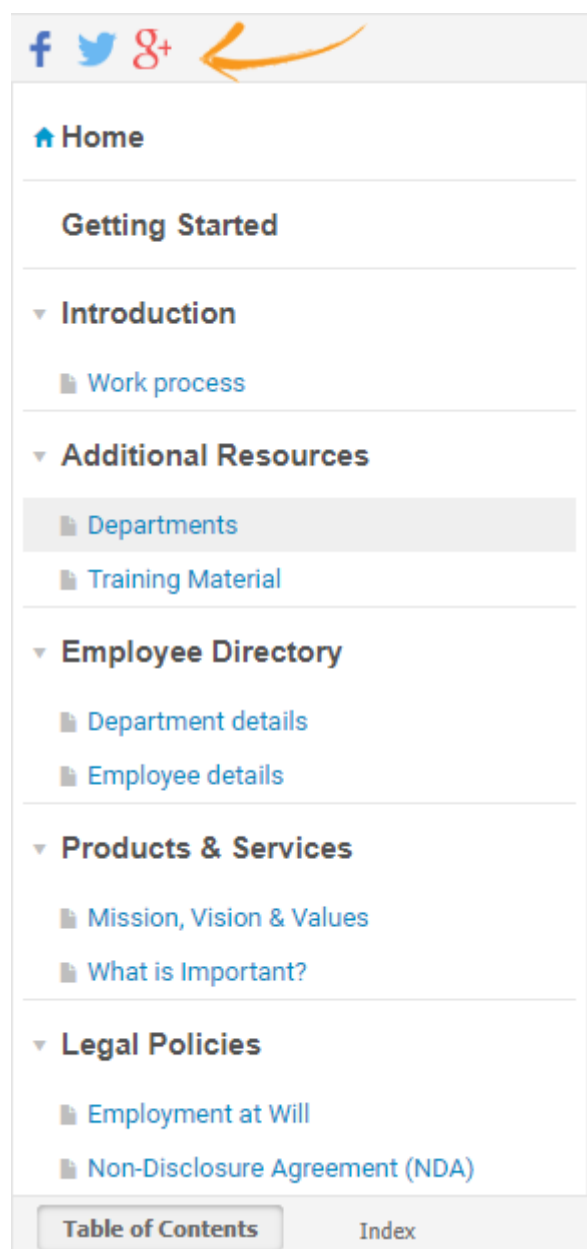 f g+
Home
Getting Started
Introduction
Work process
Additional Resources
Departments
Training Material
Employee Directory
Department details
Employee details
Products & Services
Mission, Vision & Values
What is Important?
Legal Policies
Employment at Will
Non-Disclosure Agreement (NDA)
Table of Contents Index